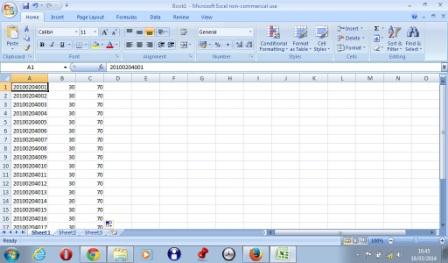 Book1 - Microsoft Excel non-commercial use
Home Insert Page Layout Formulas Data Review View
Calibri 11 General Insert
Paste Conditional Formatting Format as Table Cell Styles Delete Sort & Filter Find & Select
Format
Clipboard Font Alignment Number Styles Cells Editing
A1 20100204001
A B C D E F G H I J K L M N O
1 20100204001 30 70
2 20100204002 30 70
3 20100204003 30 70
4 20100204004 30 70
5 20100204005 30 70
6 20100204006 30 70
7 20100204007 30 70
8 20100204008 30 70
9 20100204009 30 70
10 20100204010 30 70
11 20100204011 30 70
12 20100204012 30 70
13 20100204013 30 70
14 20100204014 30 70
15 20100204015 30 70
16 20100204016 30 70
17 20100204017 30 70
Sheet1 Sheet2 Sheet3
Ready 100%
16:45